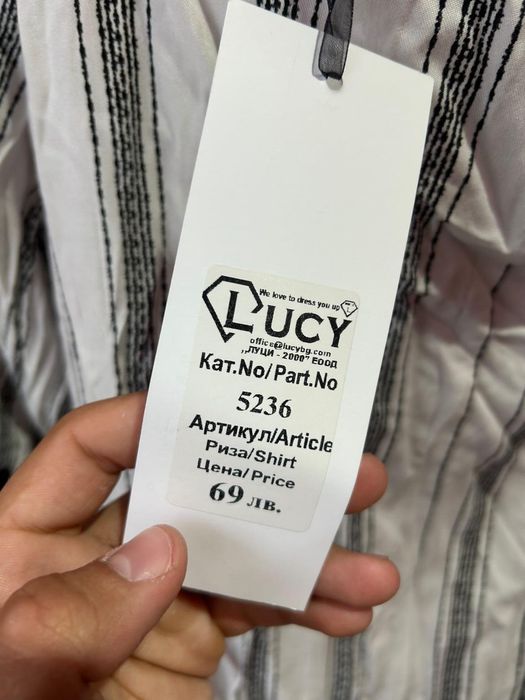 We love to dress you up
LUCY
office@lucybg.com
„ЛУЦИ - 2000" ЕООД
Кат.No/Part.No
5236
Артикул/Article
Риза/Shirt
Цена/Price
69 лв.